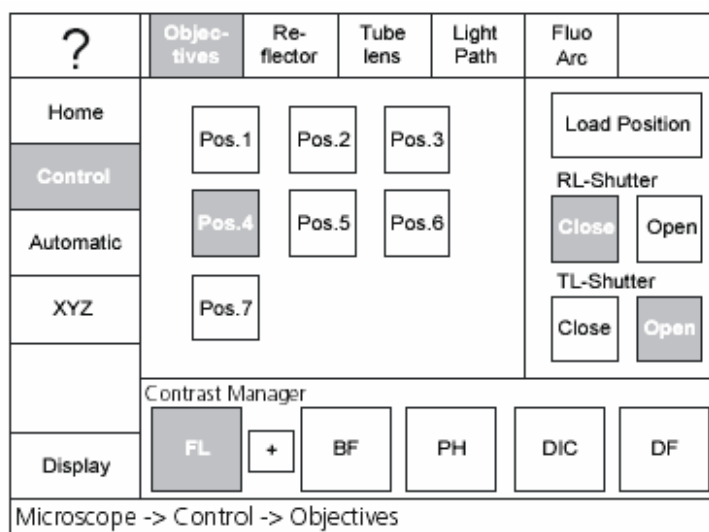 ?
Objec-
tives
Re-
flector
Tube
lens
Light
Path
Fluo
Arc
Home
Control
Automatic
XYZ
Display
Pos.1
Pos.2
Pos.3
Pos.4
Pos.5
Pos.6
Pos.7
Load Position
RL-Shutter
Close
Open
TL-Shutter
Close
Open
Contrast Manager
FL
+
BF
PH
DIC
DF
Microscope -> Control -> Objectives